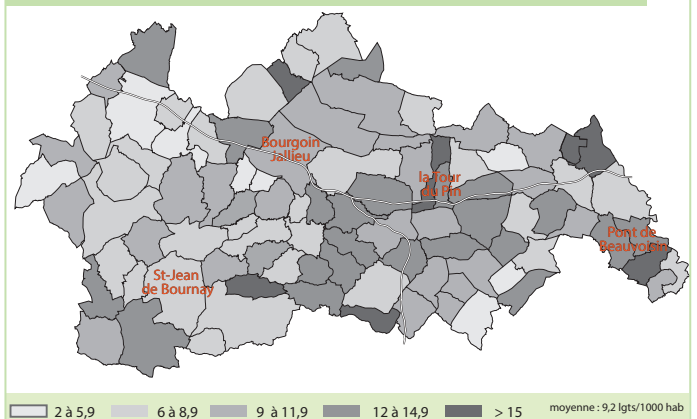 Bourgoin
Jallieu
la Tour
du Pin
Pont de
Beauvoisin
St-Jean
de Bournay
2 à 5,9 6 à 8,9 9 à 11,9 12 à 14,9 > 15 moyenne : 9,2 lgts/1000 hab